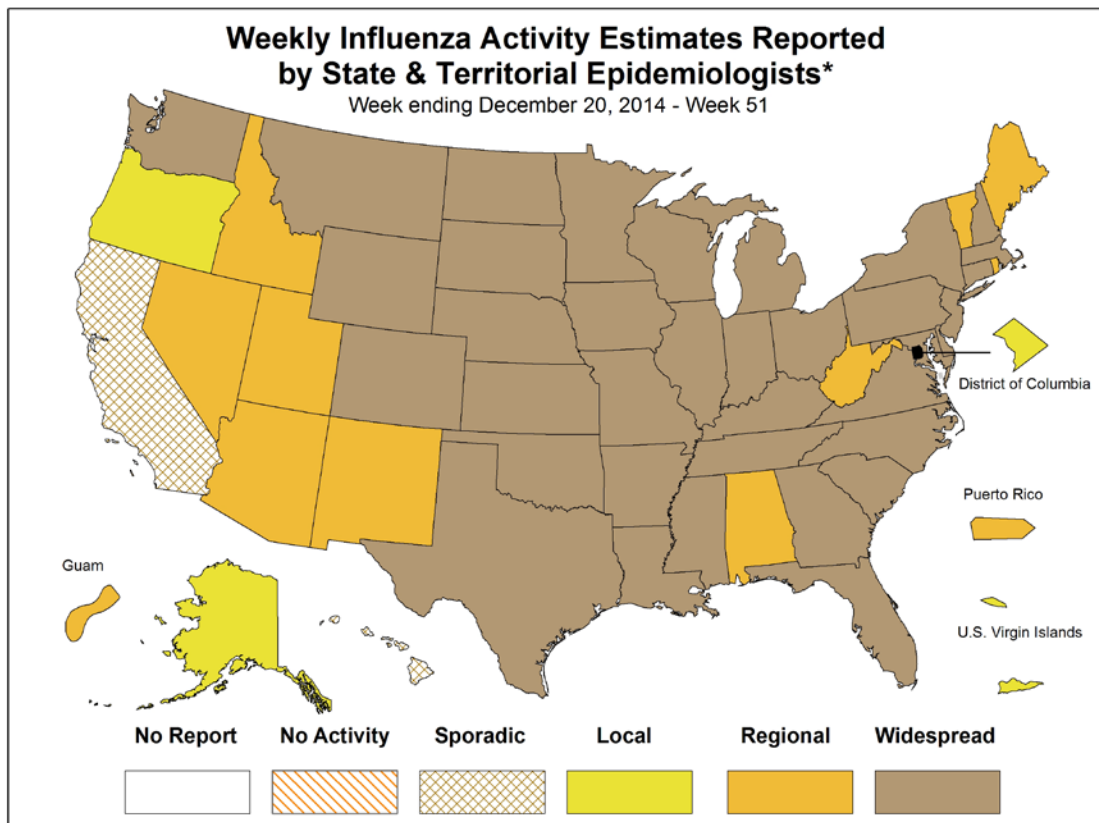 Weekly Influenza Activity Estimates Reported
by State & Territorial Epidemiologists*
Week ending December 20, 2014 - Week 51
District of Columbia
Puerto Rico
Guam
U.S. Virgin Islands
No Report No Activity Sporadic Local Regional Widespread